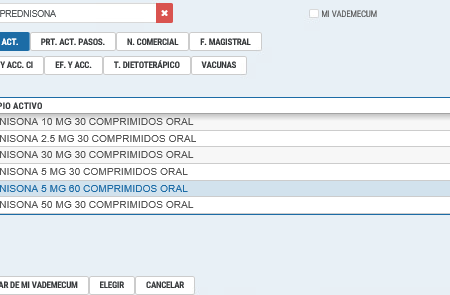 PREDNISONA ✖ MI VADEMECUM
ACT. PRT. ACT. PASOS. N. COMERCIAL F. MAGISTRAL
Y ACC. CI EF. Y ACC. T. DIETOTERÁPICO VACUNAS
PIO ACTIVO
NISONA 10 MG 30 COMPRIMIDOS ORAL
NISONA 2.5 MG 30 COMPRIMIDOS ORAL
NISONA 30 MG 30 COMPRIMIDOS ORAL
NISONA 5 MG 30 COMPRIMIDOS ORAL
NISONA 5 MG 60 COMPRIMIDOS ORAL
NISONA 50 MG 30 COMPRIMIDOS ORAL
AR DE MI VADEMECUM ELEGIR CANCELAR